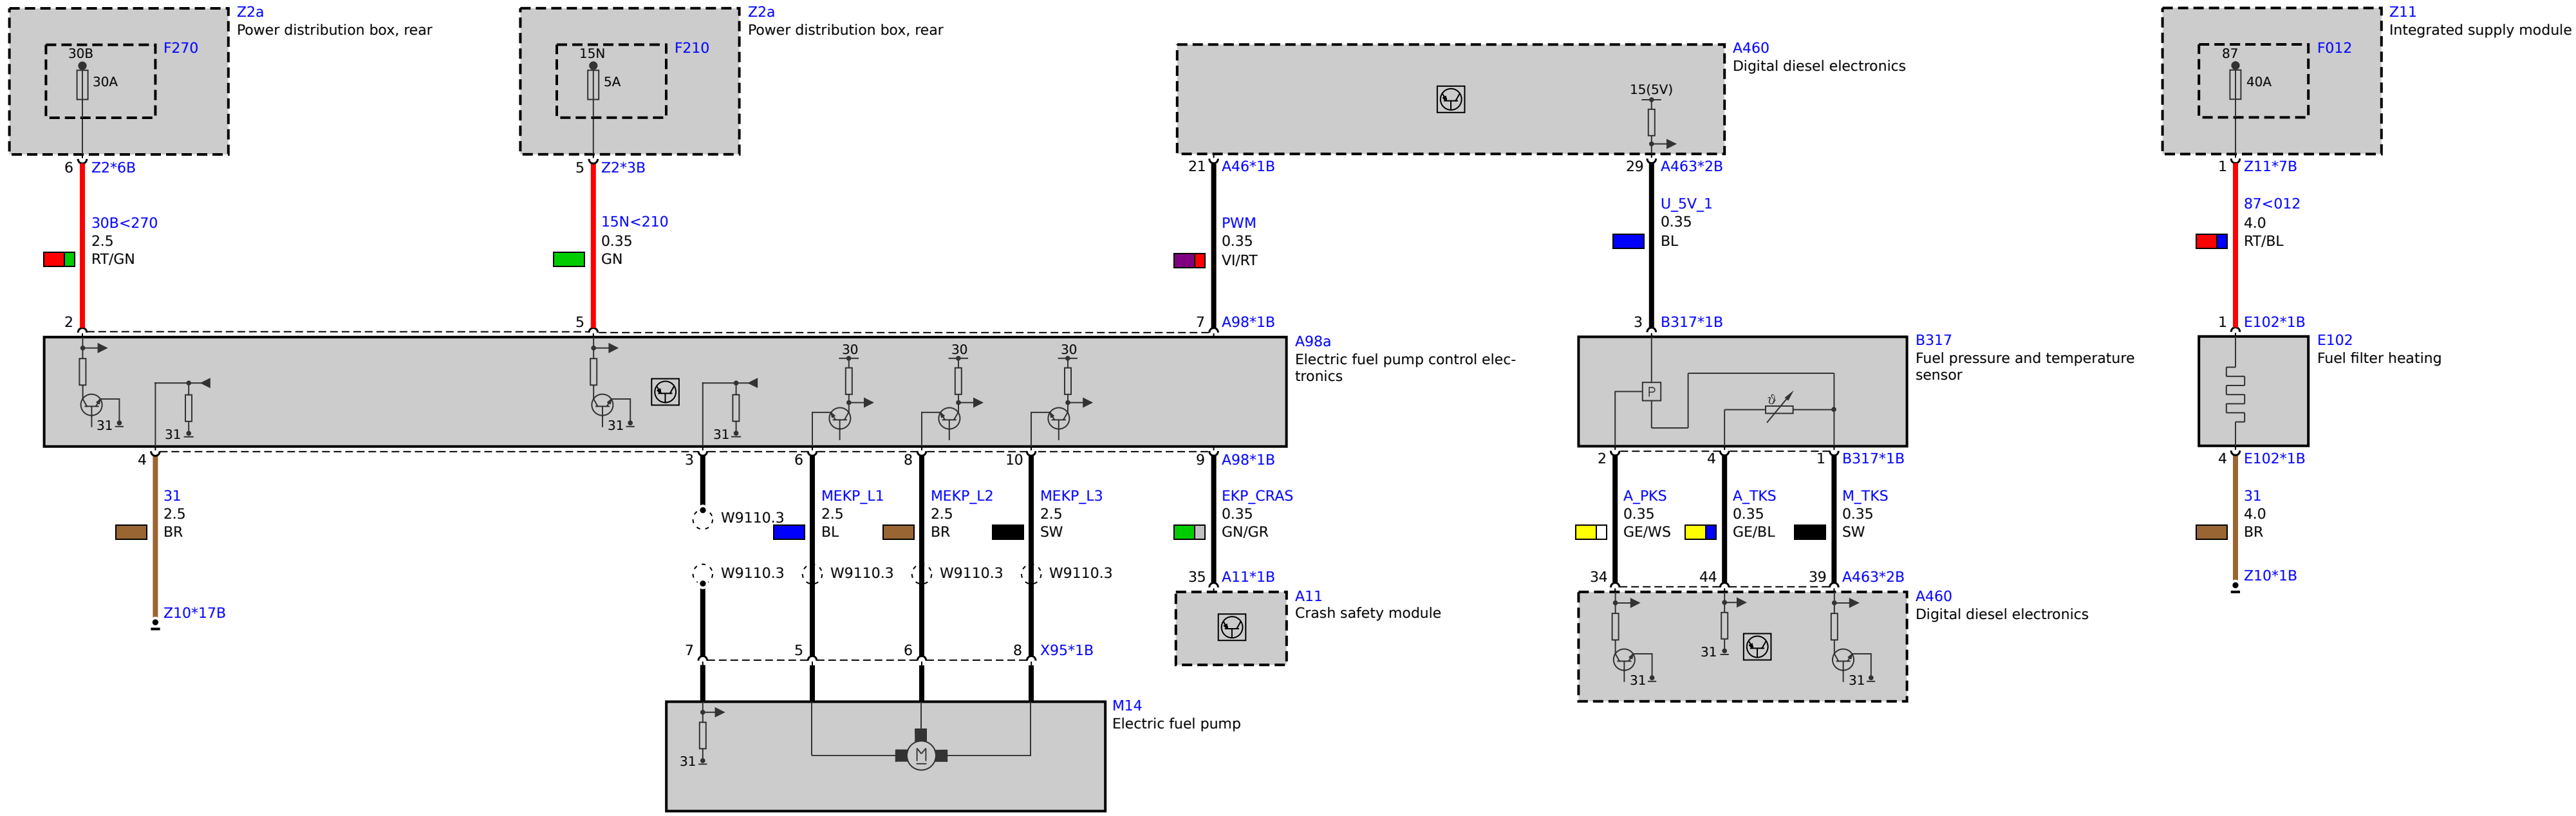 Z2a
Power distribution box, rear
F270
30B
30A
6 Z2*6B
30B<270
2.5
RT/GN
2
Z2a
Power distribution box, rear
F210
15N
5A
5 Z2*3B
15N<210
0.35
GN
5
A460
Digital diesel electronics
15(5V)
21 A46*1B
PWM
0.35
VI/RT
7 A98*1B
29 A463*2B
U_5V_1
0.35
BL
3 B317*1B
Z11
Integrated supply module
F012
87
40A
1 Z11*7B
87<012
4.0
RT/BL
1 E102*1B
A98a
Electric fuel pump control elec-
tronics
30
30
30
31
31
31
31
B317
Fuel pressure and temperature
sensor
P
ϑ
E102
Fuel filter heating
4
31
2.5
BR
Z10*17B
3
W9110.3
W9110.3
7
6
MEKP_L1
2.5
BL
W9110.3
5
8
MEKP_L2
2.5
BR
W9110.3
6
10
MEKP_L3
2.5
SW
W9110.3
8 X95*1B
9 A98*1B
EKP_CRAS
0.35
GN/GR
35 A11*1B
A11
Crash safety module
M14
Electric fuel pump
31
M
2
A_PKS
0.35
GE/WS
34
4
A_TKS
0.35
GE/BL
44
1 B317*1B
M_TKS
0.35
SW
39 A463*2B
A460
Digital diesel electronics
31
31
31
4 E102*1B
31
4.0
BR
Z10*1B